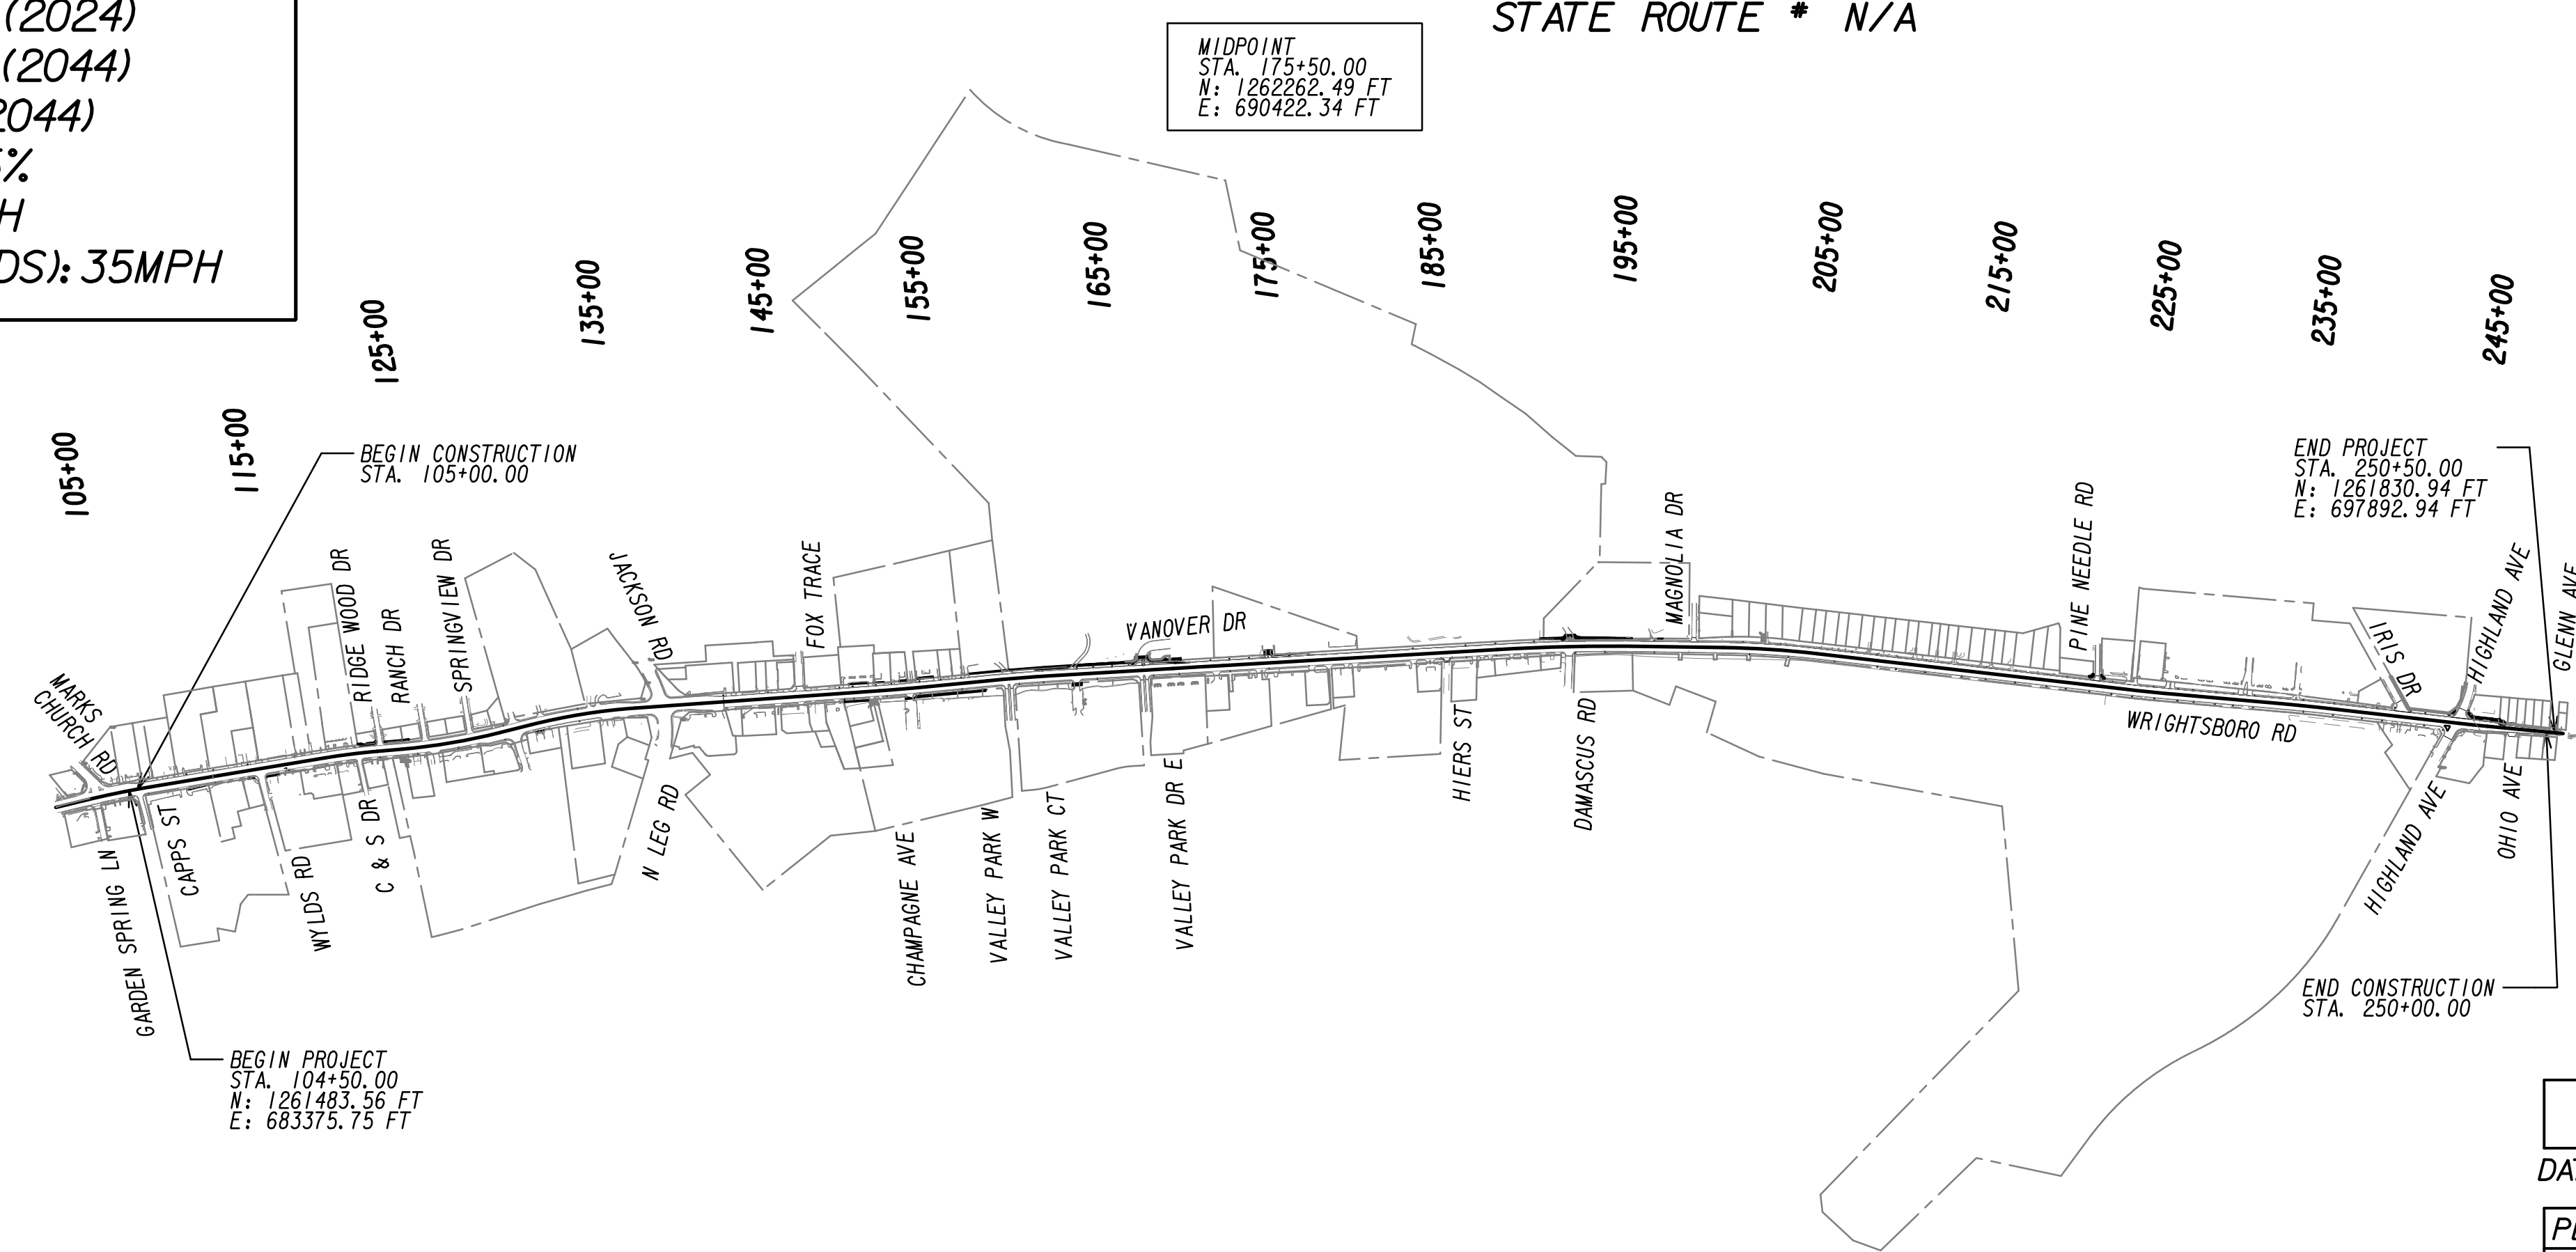 (2024)
(2044)
2044)
%
H
DS): 35MPH
STATE ROUTE # N/A
MIDPOINT
STA. 175+50.00
N: 1262262.49 FT
E: 690422.34 FT
105+00
115+00
125+00
135+00
145+00
155+00
165+00
175+00
185+00
195+00
205+00
215+00
225+00
235+00
245+00
BEGIN CONSTRUCTION
STA. 105+00.00
END PROJECT
STA. 250+50.00
N: 1261830.94 FT
E: 697892.94 FT
MARKS
CHURCH RD
RIDGE WOOD DR
RANCH DR
SPRINGVIEW DR
JACKSON RD
FOX TRACE
VANOVER DR
MAGNOLIA DR
PINE NEEDLE RD
IRIS DR
HIGHLAND AVE
GLENN AVE
WRIGHTSBORO RD
GARDEN SPRING LN
CAPPS ST
WYLDS RD
C & S DR
N LEG RD
CHAMPAGNE AVE
VALLEY PARK W
VALLEY PARK CT
VALLEY PARK DR E
HIERS ST
DAMASCUS RD
HIGHLAND AVE
OHIO AVE
BEGIN PROJECT
STA. 104+50.00
N: 1261483.56 FT
E: 683375.75 FT
END CONSTRUCTION
STA. 250+00.00
DA